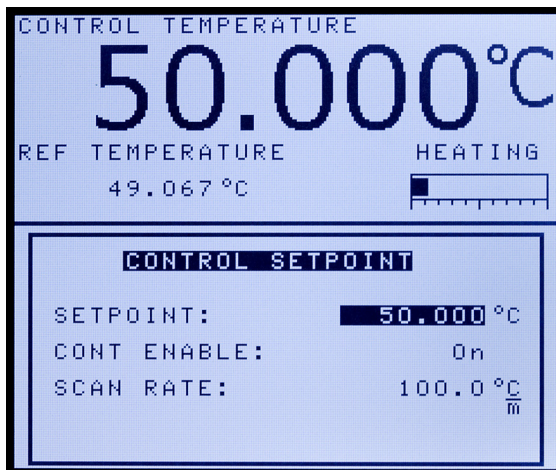 CONTROL TEMPERATURE
50.000°C
REF TEMPERATURE HEATING
49.067°C
CONTROL SETPOINT
SETPOINT: 50.000°C
CONT ENABLE: On
SCAN RATE: 100.0°C/m